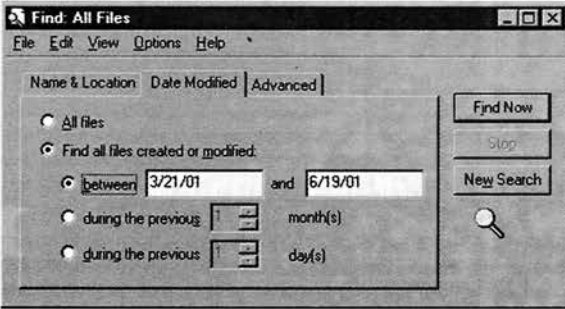 Find: All Files
File Edit View Options Help
Name & Location Date Modified Advanced
All files
Find all files created or modified:
between 3/21/01 and 6/19/01
during the previous 1 month(s)
during the previous 1 day(s)
Find Now
Stop
New Search